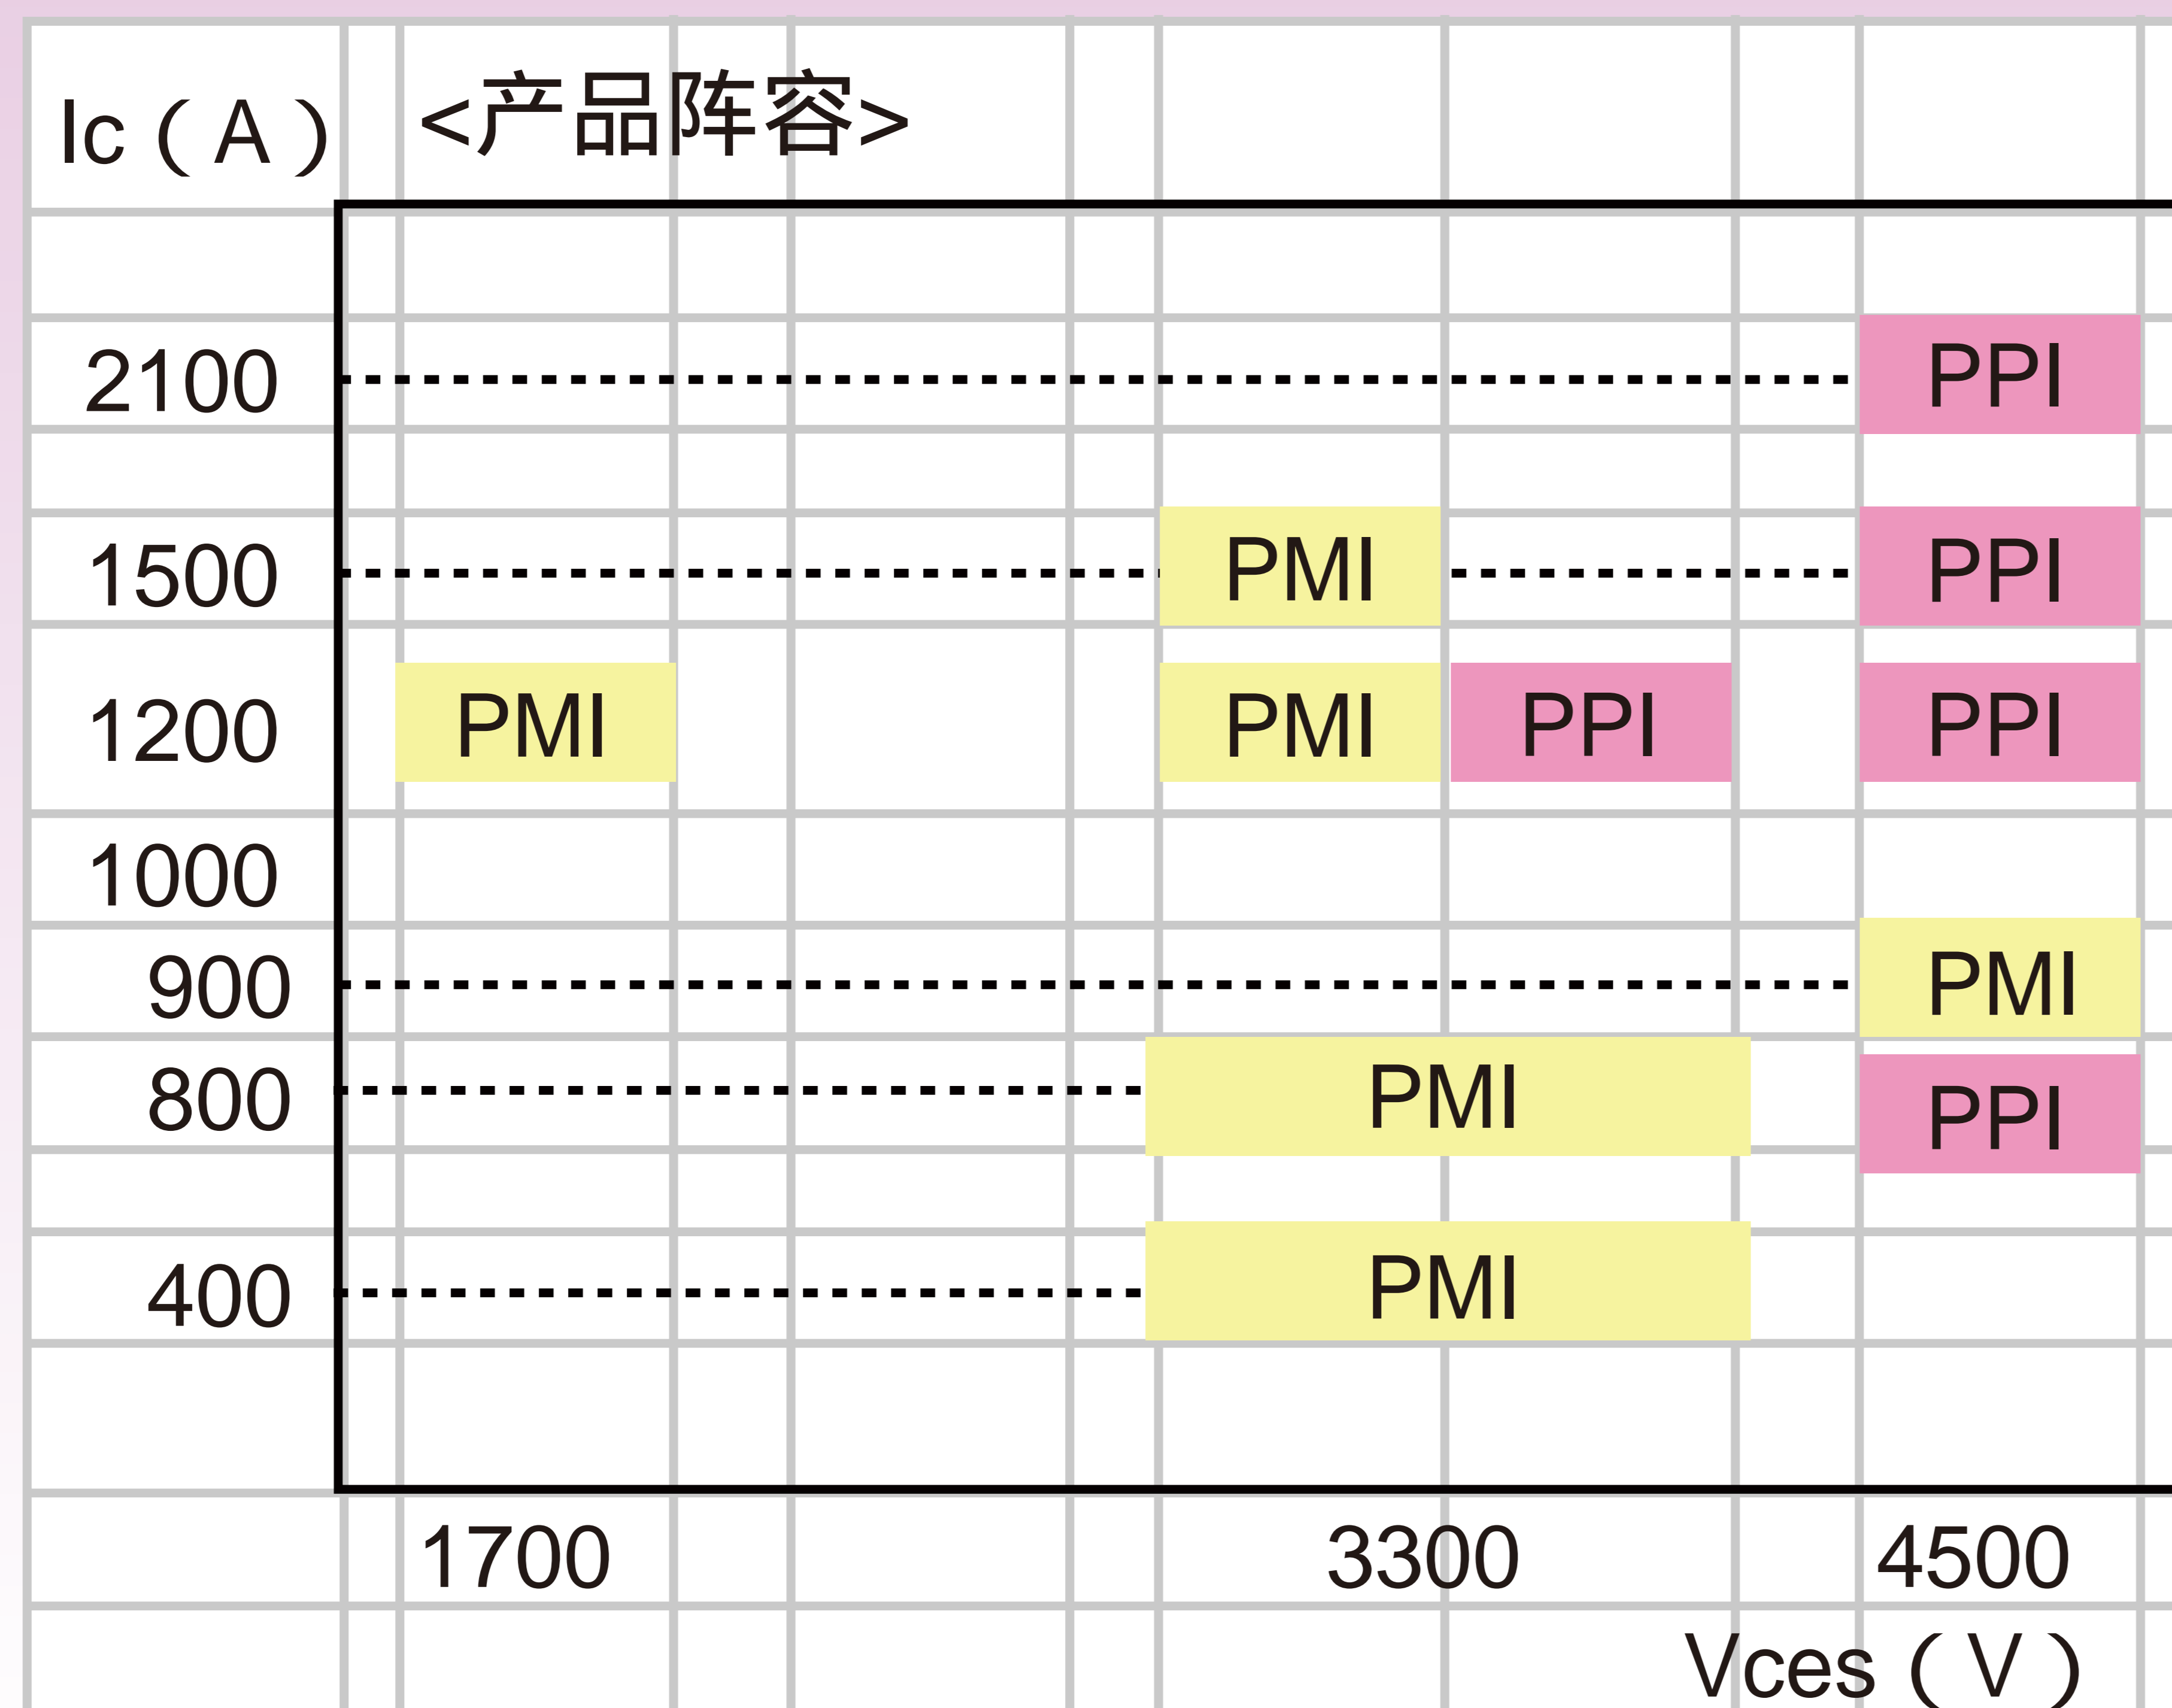 Ic（A） <产品阵容>
2100 PPI
1500 PMI PPI
1200 PMI PMI PPI PPI
1000
900 PMI
800 PMI PPI
400 PMI
1700 3300 4500
Vces（V）